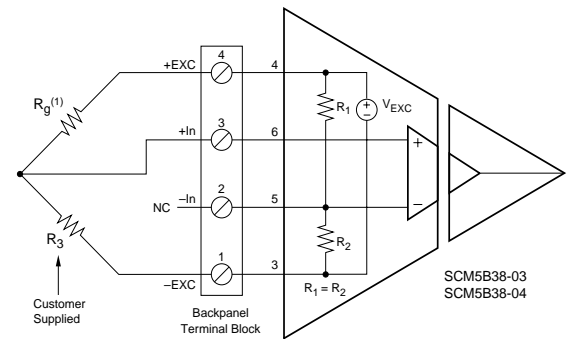 +EXC
4
4
Rg(1)
R1
+
−
VEXC
+In
3
6
+
NC
−In
2
5
−
R3
R2
1
3
−EXC
R1 = R2
SCM5B38-03
SCM5B38-04
Customer
Supplied
Backpanel
Terminal Block